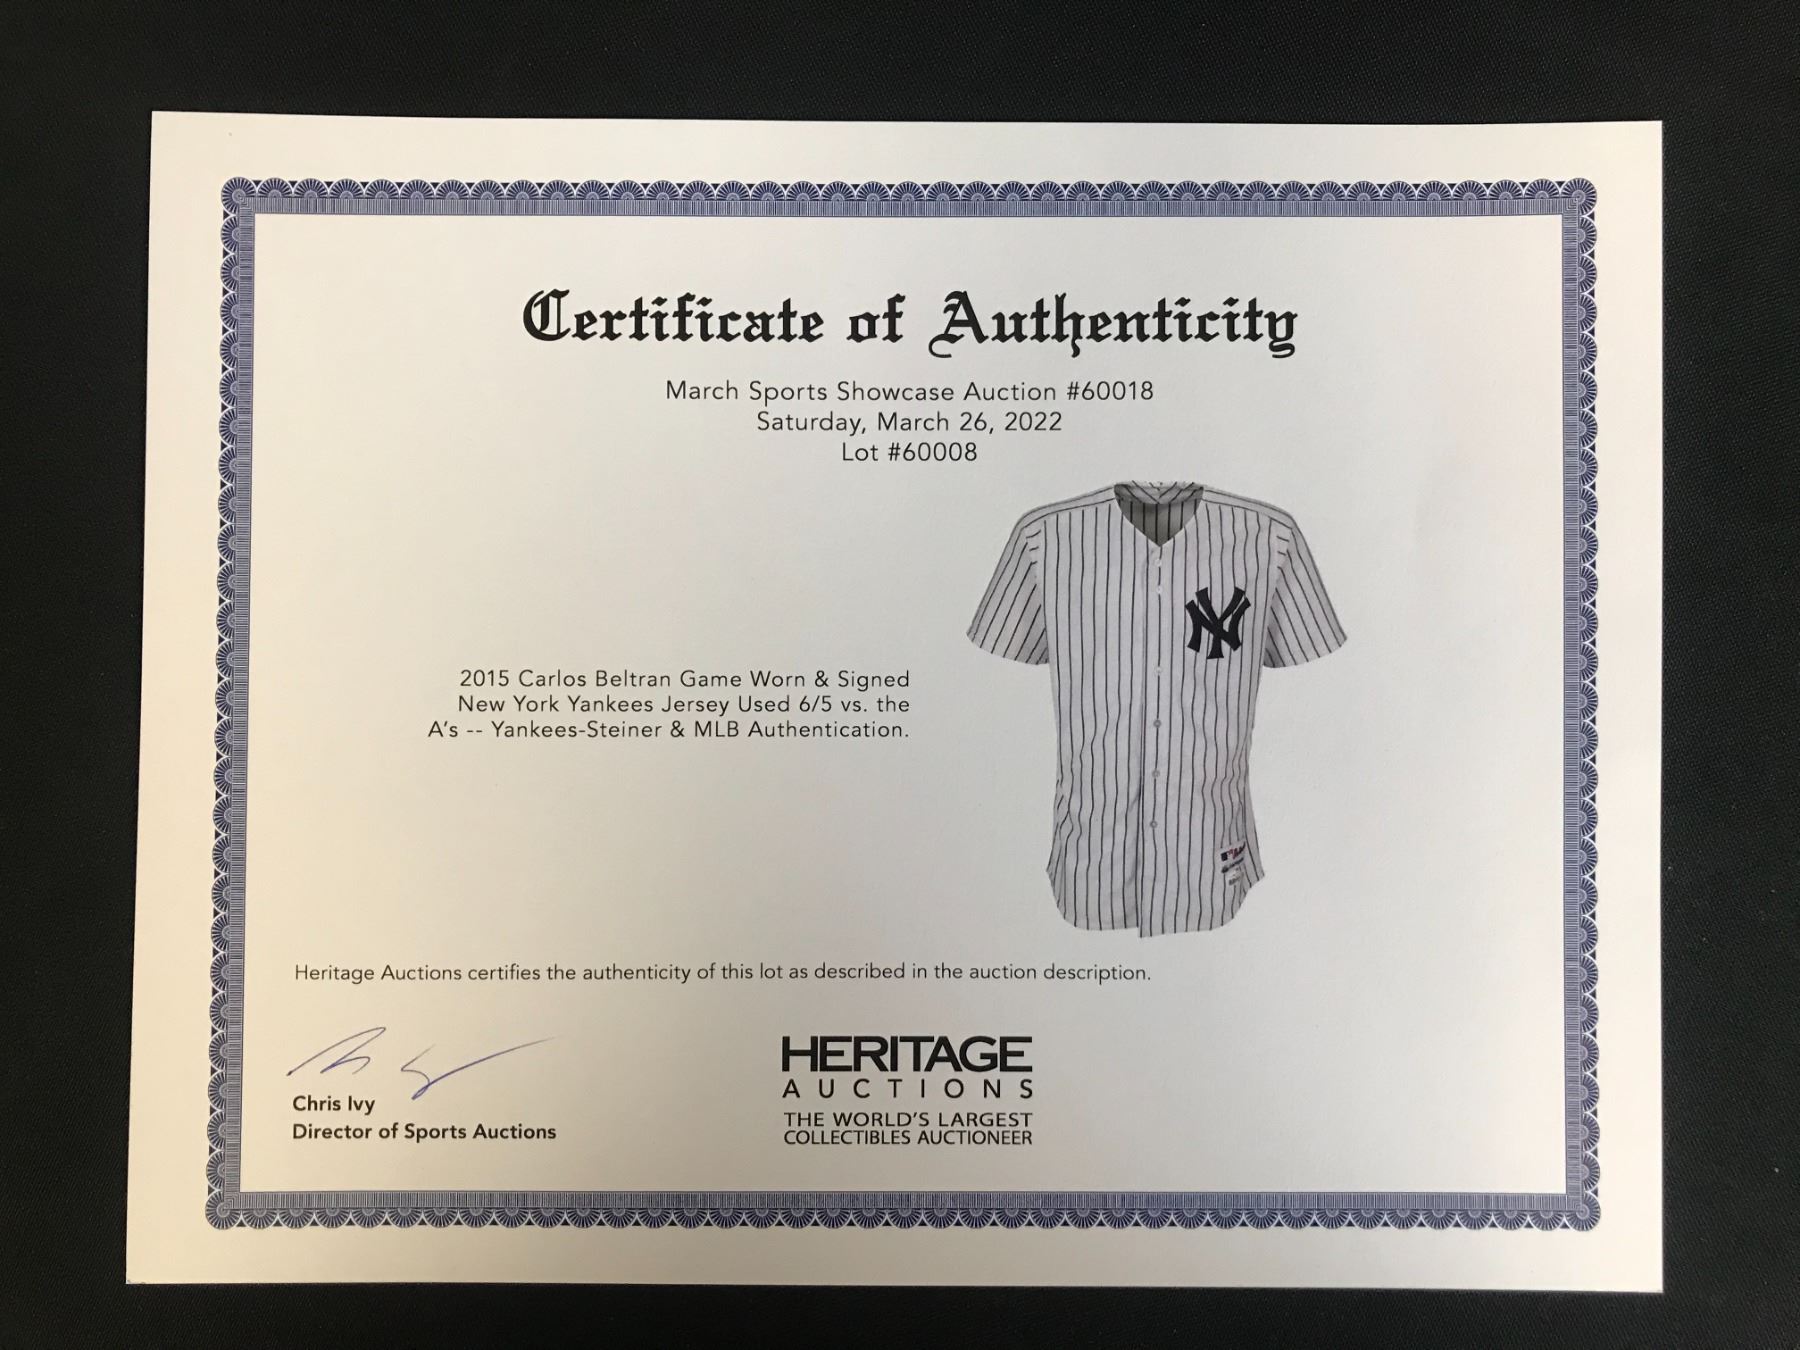 Certificate of Authenticity
March Sports Showcase Auction #60018
Saturday, March 26, 2022
Lot #60008
NY
2015 Carlos Beltran Game Worn & Signed
New York Yankees Jersey Used 6/5 vs. the
A's -- Yankees-Steiner & MLB Authentication.
Heritage Auctions certifies the authenticity of this lot as described in the auction description.
Chris Ivy
Director of Sports Auctions
HERITAGE
AUCTIONS
THE WORLD'S LARGEST
COLLECTIBLES AUCTIONEER